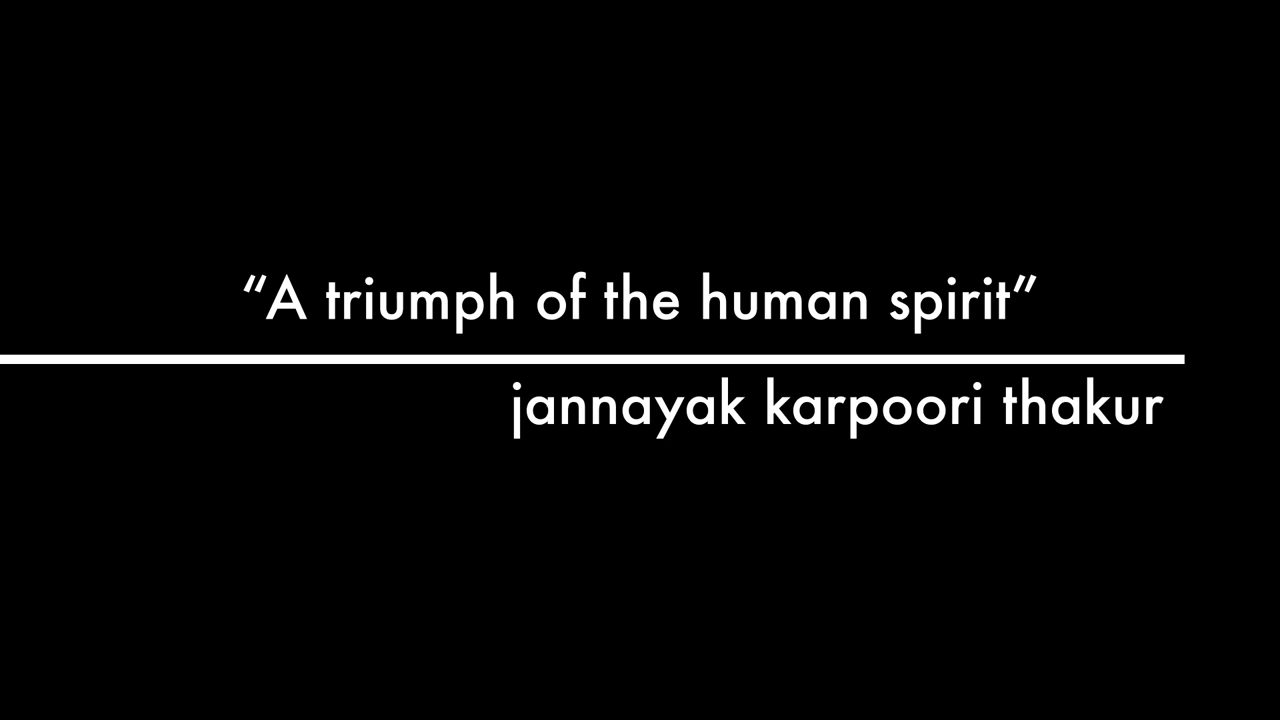 “A triumph of the human spirit”
jannayak karpoori thakur